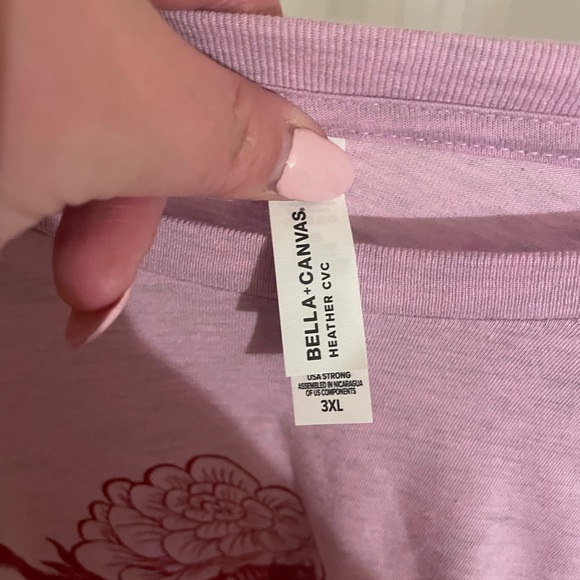 BELLA+CANVAS®
HEATHER CVC
USA STRONG
ASSEMBLED IN NICARAGUA
OF US COMPONENTS
3XL